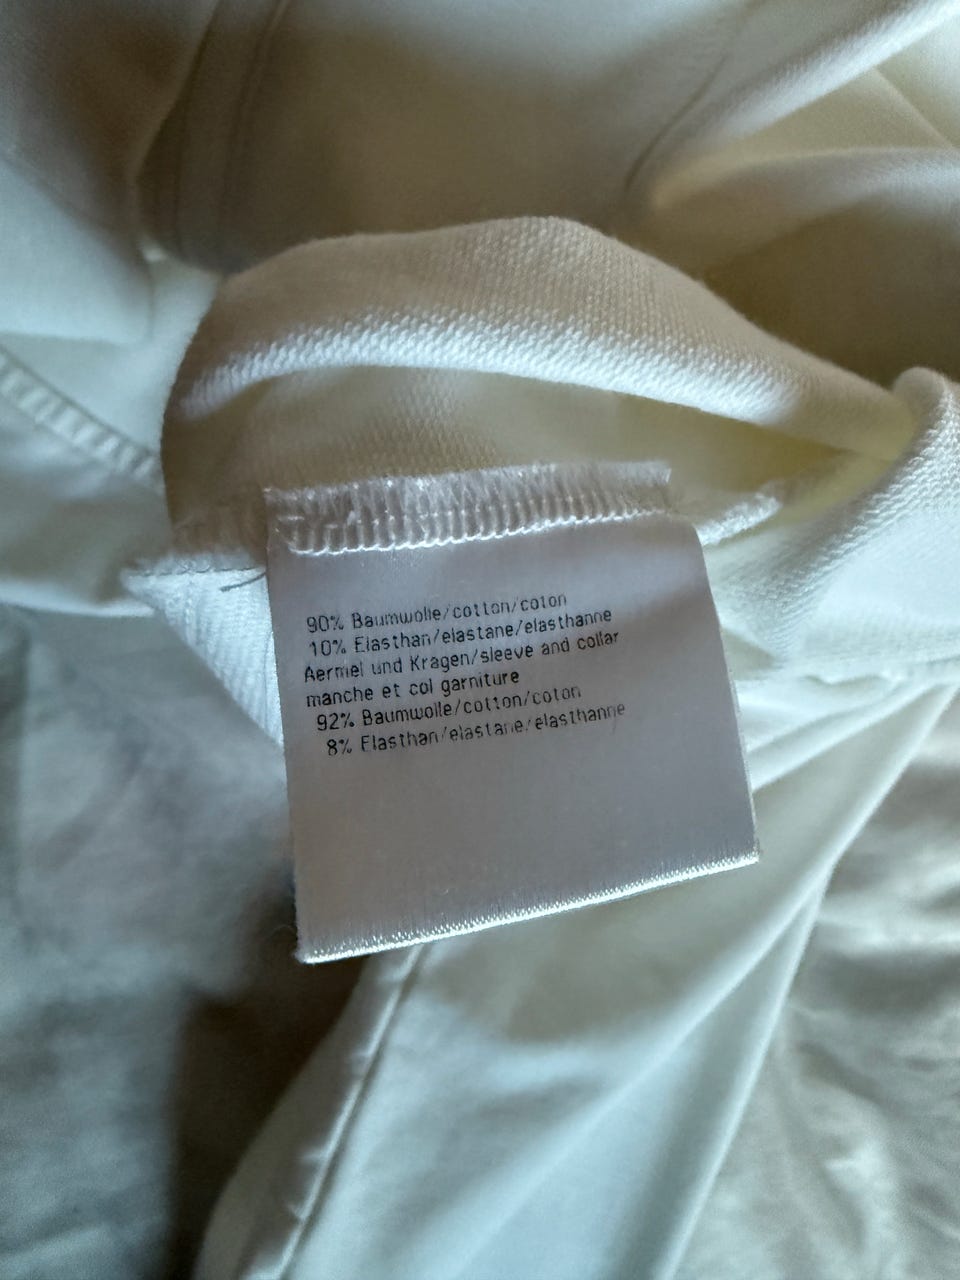 90% Baumwolle/cotton/coton
10% Elasthan/elastane/elasthanne
Aermel und Kragen/sleeve and collar
manche et col garniture
92% Baumwolle/cotton/coton
8% Elasthan/elastane/elasthanne